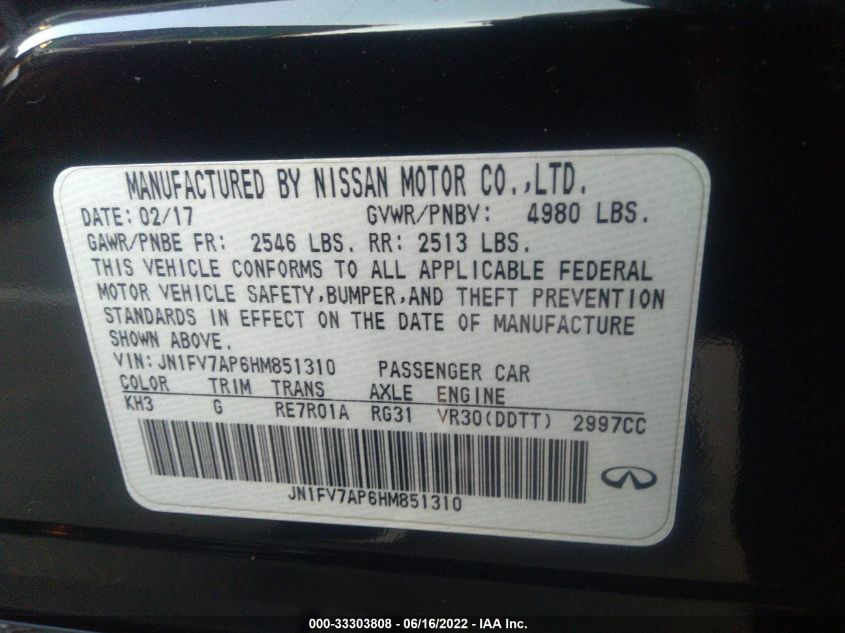 MANUFACTURED BY NISSAN MOTOR CO.,LTD.
DATE: 02/17 GVWR/PNBV: 4980 LBS.
GAWR/PNBE FR: 2546 LBS. RR: 2513 LBS.
THIS VEHICLE CONFORMS TO ALL APPLICABLE FEDERAL
MOTOR VEHICLE SAFETY,BUMPER,AND THEFT PREVENTION
STANDARDS IN EFFECT ON THE DATE OF MANUFACTURE
SHOWN ABOVE.
VIN:JN1FV7AP6HM851310 PASSENGER CAR
COLOR TRIM TRANS AXLE ENGINE
KH3 G RE7R01A RG31 VR30(DDTT) 2997CC
JN1FV7AP6HM851310
000-33303808 - 06/16/2022 - IAA Inc.